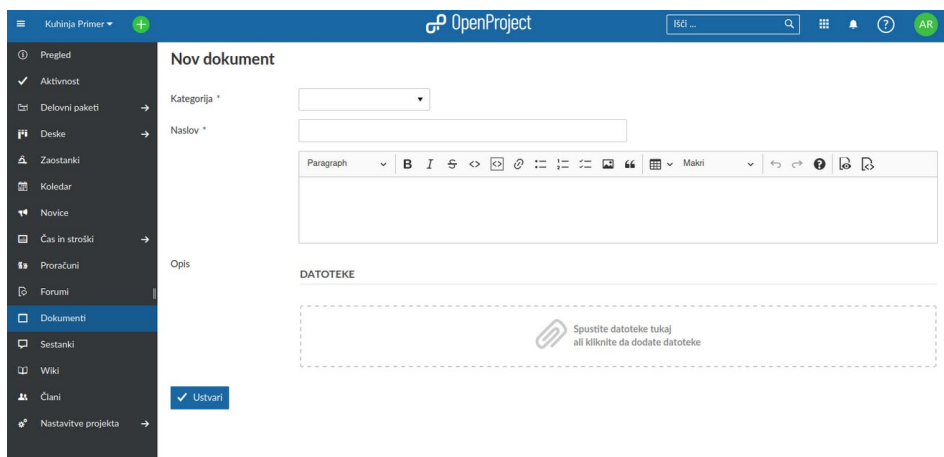 Kuhinja Primer
OpenProject
Išči ...
?
AR
Pregled
Aktivnost
Delovni paketi
Deske
Zaostanki
Koledar
Novice
Čas in stroški
Proračuni
Forumi
Dokumenti
Sestanki
Wiki
Člani
Nastavitve projekta
Nov dokument
Kategorija *
Naslov *
Paragraph
B I S
Makri
Opis
DATOTEKE
Spustite datoteke tukaj
ali kliknite da dodate datoteke
Ustvari